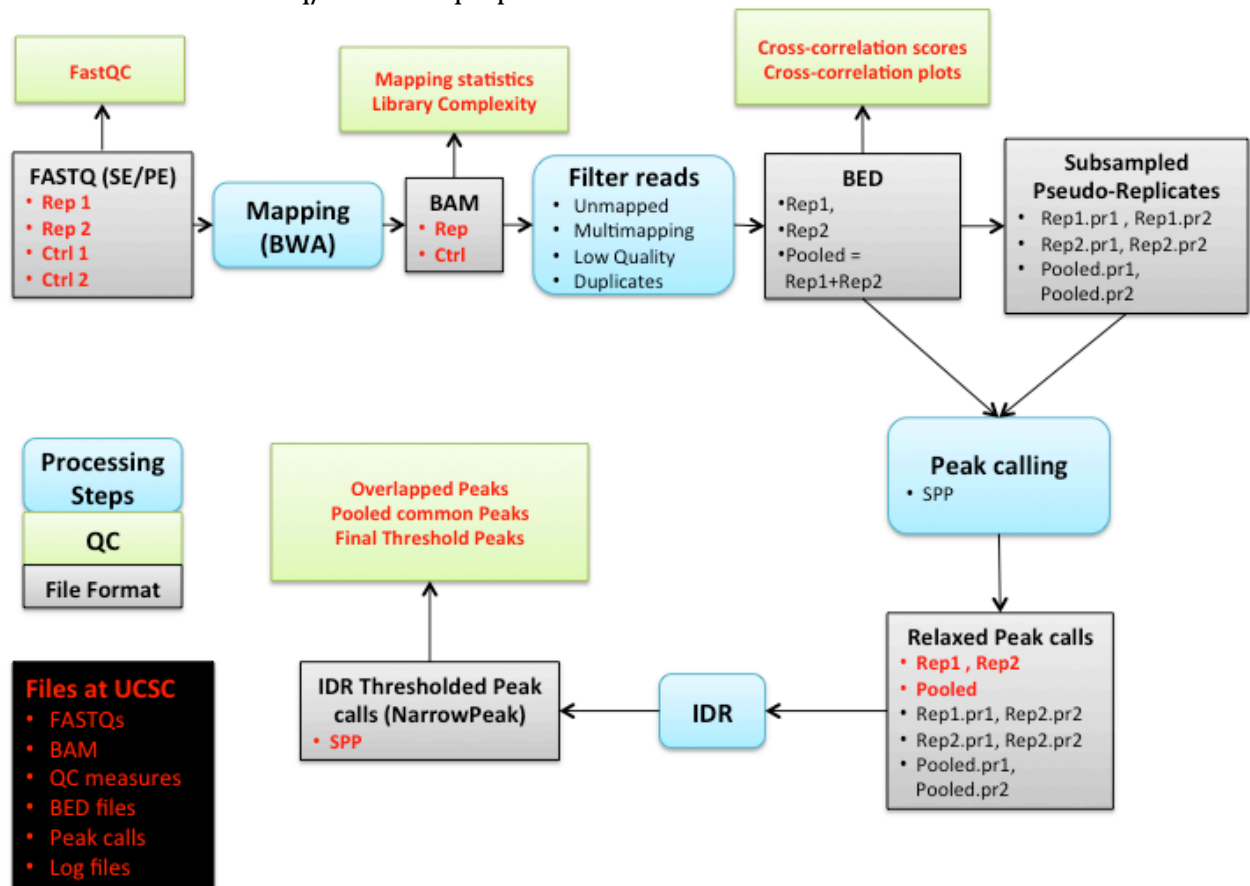 FastQC
Mapping statistics
Library Complexity
Cross-correlation scores
Cross-correlation plots
FASTQ (SE/PE)
• Rep 1
• Rep 2
• Ctrl 1
• Ctrl 2
Mapping
(BWA)
BAM
• Rep
• Ctrl
Filter reads
• Unmapped
• Multimapping
• Low Quality
• Duplicates
BED
•Rep1,
•Rep2
•Pooled =
Rep1+Rep2
Subsampled
Pseudo-Replicates
• Rep1.pr1 , Rep1.pr2
• Rep2.pr1, Rep2.pr2
• Pooled.pr1,
Pooled.pr2
Peak calling
• SPP
Relaxed Peak calls
• Rep1 , Rep2
• Pooled
• Rep1.pr1, Rep2.pr2
• Rep2.pr1, Rep2.pr2
• Pooled.pr1,
Pooled.pr2
IDR
IDR Thresholded Peak
calls (NarrowPeak)
• SPP
Overlapped Peaks
Pooled common Peaks
Final Threshold Peaks
Processing
Steps
QC
File Format
Files at UCSC
• FASTQs
• BAM
• QC measures
• BED files
• Peak calls
• Log files